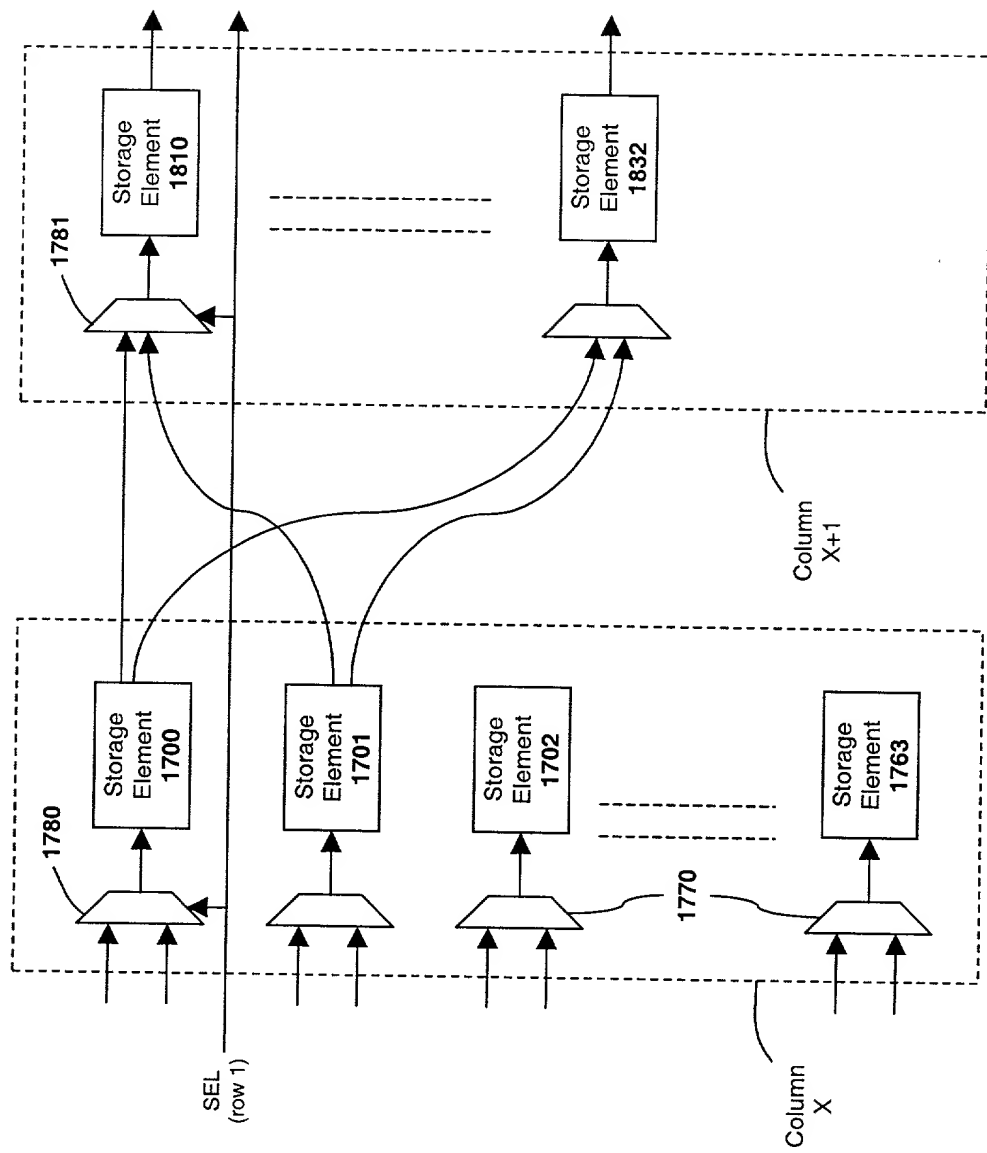 1780
Storage
Element
1700
Storage
Element
1701
Storage
Element
1702
Storage
Element
1763
1770
SEL
(row 1)
Column
X
1781
Storage
Element
1810
Storage
Element
1832
Column
X+1